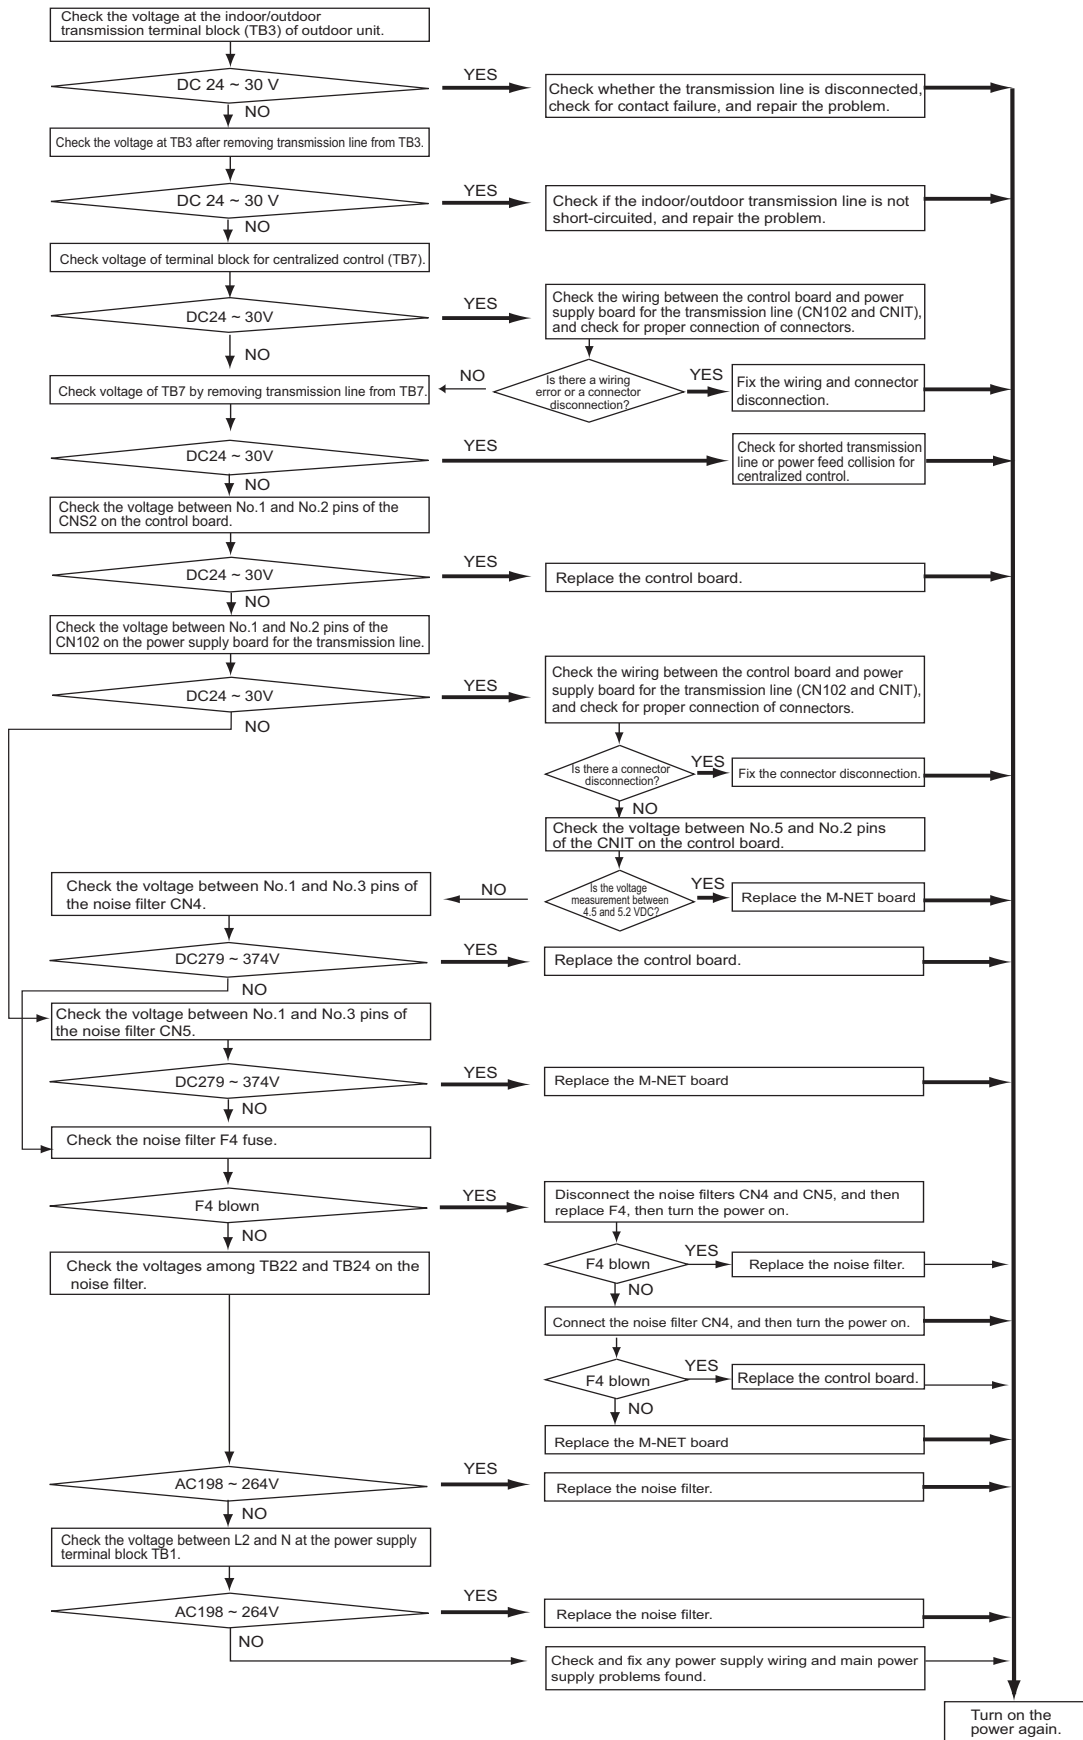 Check the voltage at the indoor/outdoor
transmission terminal block (TB3) of outdoor unit.
DC 24 ~ 30 V
YES
Check whether the transmission line is disconnected,
check for contact failure, and repair the problem.
NO
Check the voltage at TB3 after removing transmission line from TB3.
DC 24 ~ 30 V
YES
Check if the indoor/outdoor transmission line is not
short-circuited, and repair the problem.
NO
Check voltage of terminal block for centralized control (TB7).
DC24 ~ 30V
YES
Check the wiring between the control board and power
supply board for the transmission line (CN102 and CNIT),
and check for proper connection of connectors.
NO
Is there a wiring
error or a connector
disconnection?
NO
YES
Fix the wiring and connector
disconnection.
Check voltage of TB7 by removing transmission line from TB7.
DC24 ~ 30V
YES
Check for shorted transmission
line or power feed collision for
centralized control.
NO
Check the voltage between No.1 and No.2 pins of the
CNS2 on the control board.
DC24 ~ 30V
YES
Replace the control board.
NO
Check the voltage between No.1 and No.2 pins of the
CN102 on the power supply board for the transmission line.
DC24 ~ 30V
YES
Check the wiring between the control board and power
supply board for the transmission line (CN102 and CNIT),
and check for proper connection of connectors.
NO
Is there a connector
disconnection?
YES
Fix the connector disconnection.
NO
Check the voltage between No.5 and No.2 pins
of the CNIT on the control board.
Is the voltage
measurement between
4.5 and 5.2 VDC?
YES
Replace the M-NET board
NO
Check the voltage between No.1 and No.3 pins of
the noise filter CN4.
DC279 ~ 374V
YES
Replace the control board.
NO
Check the voltage between No.1 and No.3 pins of
the noise filter CN5.
DC279 ~ 374V
YES
Replace the M-NET board
NO
Check the noise filter F4 fuse.
F4 blown
YES
Disconnect the noise filters CN4 and CN5, and then
replace F4, then turn the power on.
NO
Check the voltages among TB22 and TB24 on the
noise filter.
F4 blown
YES
Replace the noise filter.
NO
Connect the noise filter CN4, and then turn the power on.
F4 blown
YES
Replace the control board.
NO
Replace the M-NET board
AC198 ~ 264V
YES
Replace the noise filter.
NO
Check the voltage between L2 and N at the power supply
terminal block TB1.
AC198 ~ 264V
YES
Replace the noise filter.
NO
Check and fix any power supply wiring and main power
supply problems found.
Turn on the
power again.